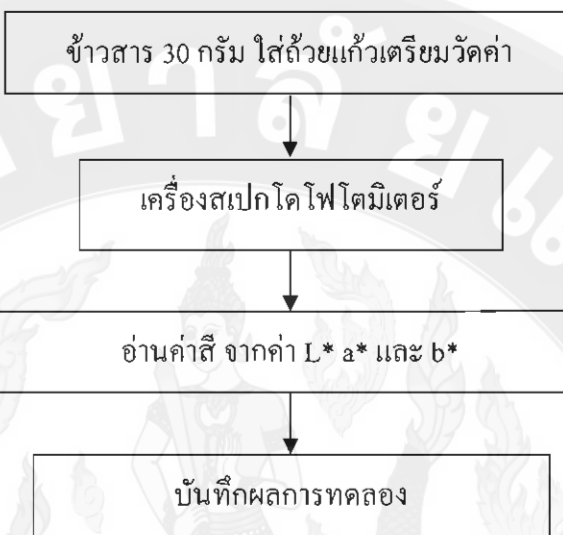 ข้าวสาร 30 กรัม ใส่ถ้วยแก้วเตรียมวัดค่า
เครื่องสเปกโตโฟโตมิเตอร์
อ่านค่าสี จากค่า L* a* และ b*
บันทึกผลการทดลอง